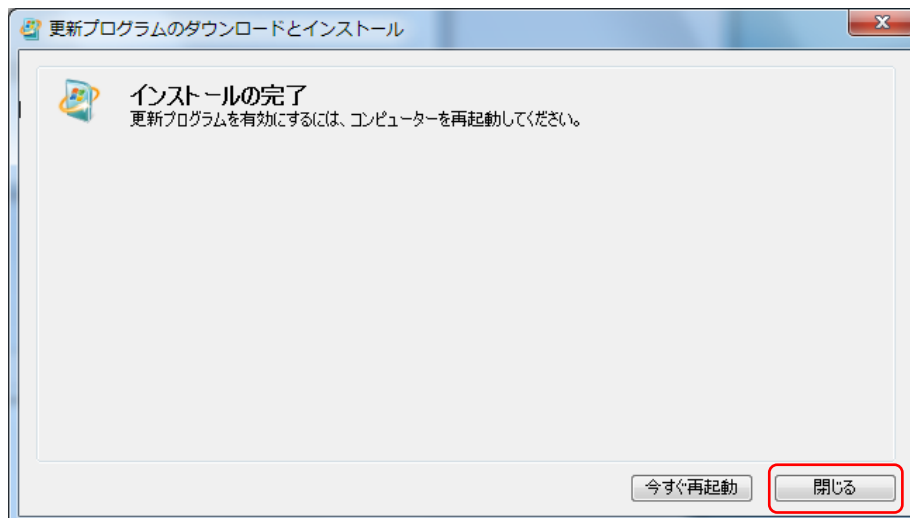 更新プログラムのダウンロードとインストール
インストールの完了
更新プログラムを有効にするには、コンピューターを再起動してください。
今すぐ再起動
閉じる